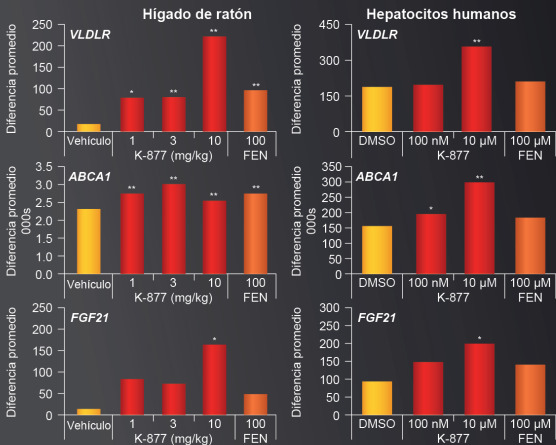 Hígado de ratón
Hepatocitos humanos
Diferencia promedio
250
200
150
100
50
0
VLDLR
*
**
**
**
Vehículo
1
3
10
100
K-877 (mg/kg)
FEN
Diferencia promedio
450
300
150
0
VLDLR
**
DMSO
100 nM
10 µM
100 µM
K-877
FEN
Diferencia promedio
000s
3.5
3.0
2.5
2.0
1.5
1.0
0.5
0.0
ABCA1
**
**
**
**
Vehículo
1
3
10
100
K-877 (mg/kg)
FEN
Diferencia promedio
000s
350
300
250
200
150
100
50
0
ABCA1
*
**
DMSO
100 nM
10 µM
100 µM
K-877
FEN
Diferencia promedio
250
200
150
100
50
0
FGF21
*
Vehículo
1
3
10
100
K-877 (mg/kg)
FEN
Diferencia promedio
300
250
200
150
100
50
0
FGF21
*
DMSO
100 nM
10 µM
100 µM
K-877
FEN